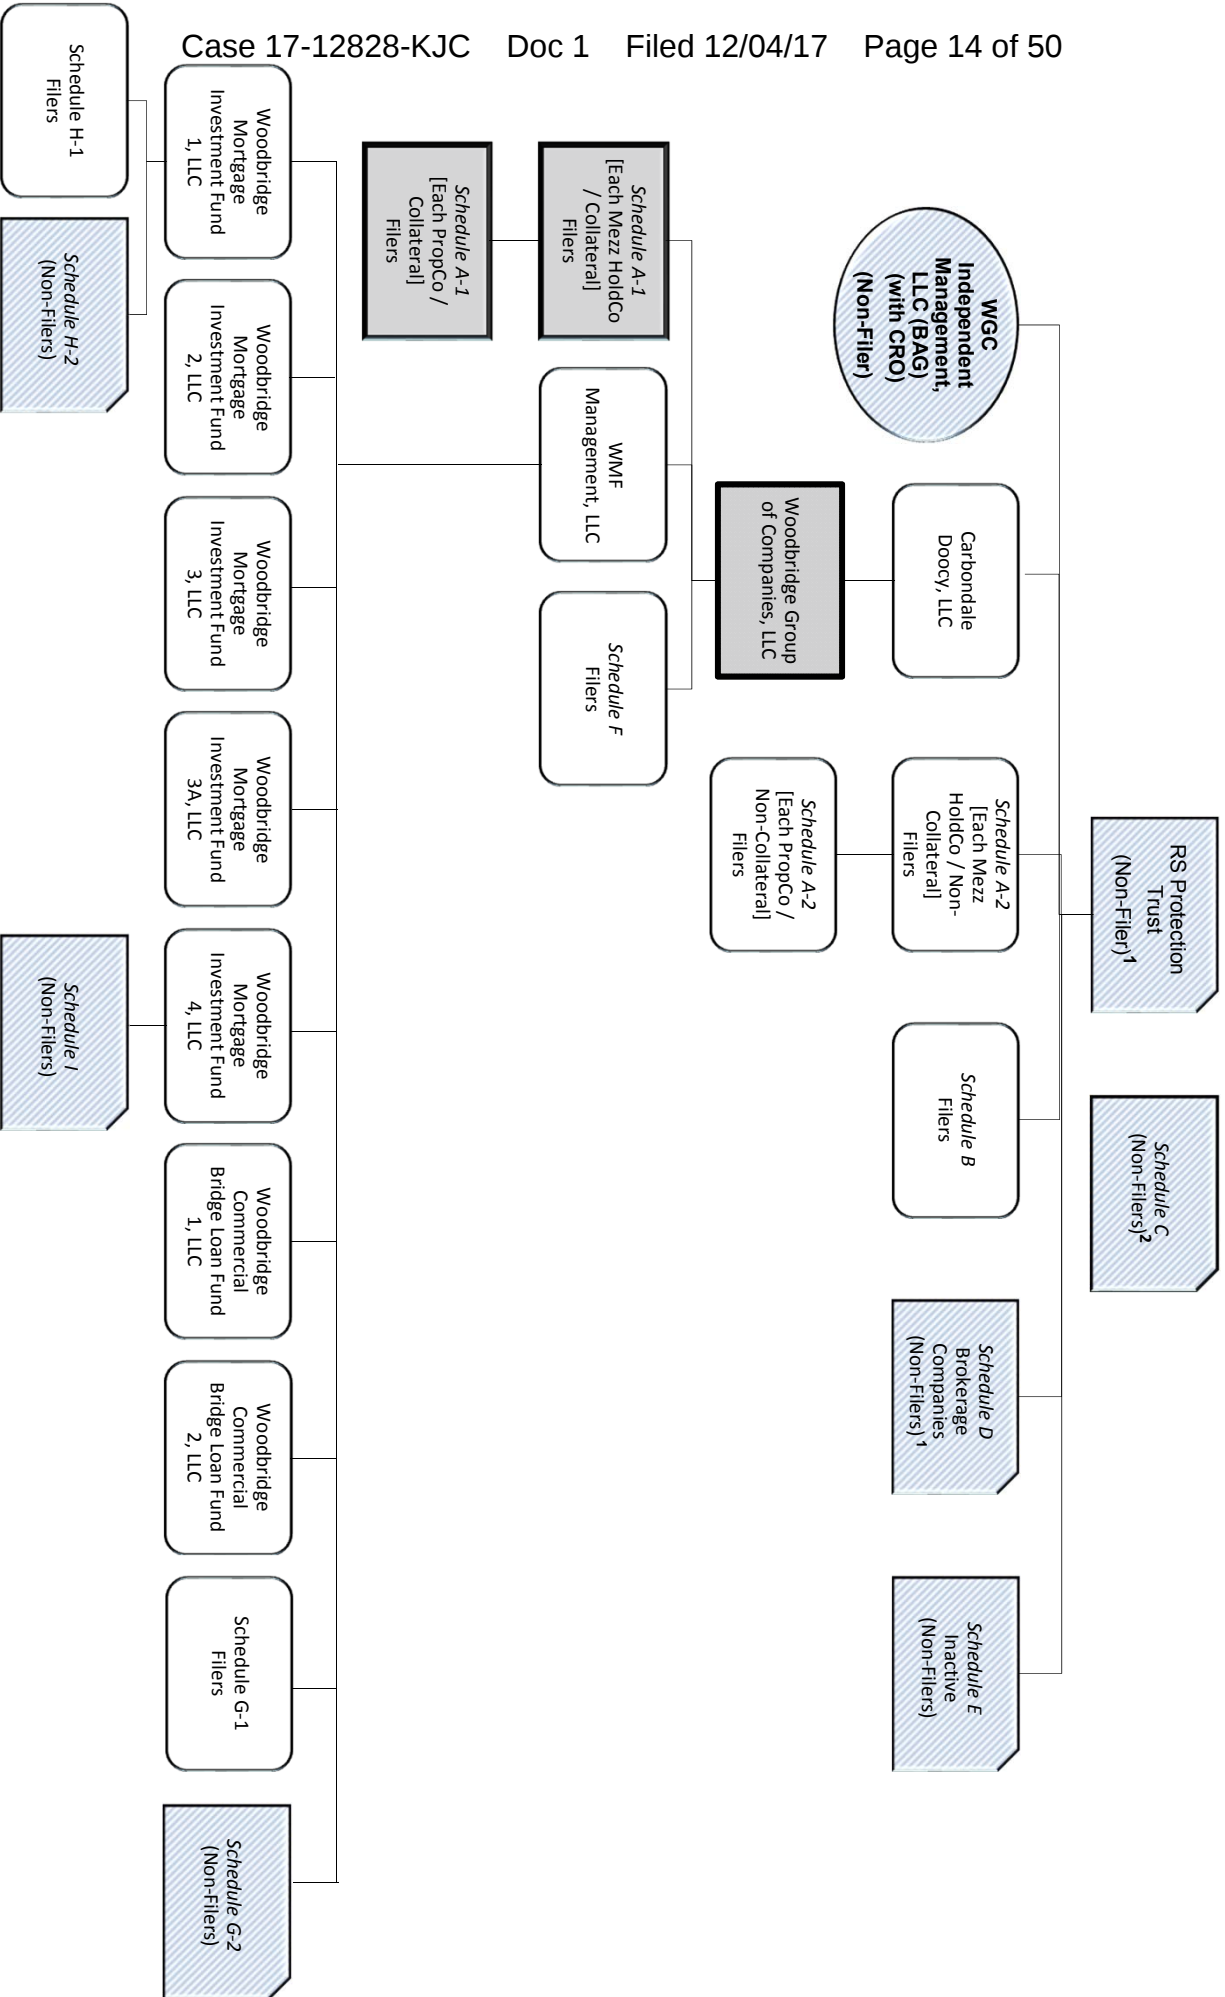 Case 17-12828-KJC Doc 1 Filed 12/04/17 Page 14 of 50
RS Protection
Trust
(Non-Filer)¹
Schedule C
(Non-Filers)²
WGC
Independent
Management,
LLC (BAG)
(with CRO)
(Non-Filer)
Carbondale
Doocy, LLC
Schedule A-2
[Each Mezz
HoldCo / Non-
Collateral]
Filers
Schedule B
Filers
Schedule D
Brokerage
Companies
(Non-Filers) ¹
Schedule E
Inactive
(Non-Filers)
Woodbridge Group
of Companies, LLC
Schedule A-2
[Each PropCo /
Non-Collateral]
Filers
Schedule A-1
[Each Mezz HoldCo
/ Collateral]
Filers
WMF
Management, LLC
Schedule F
Filers
Schedule A-1
[Each PropCo /
Collateral]
Filers
Woodbridge
Mortgage
Investment Fund
1, LLC
Woodbridge
Mortgage
Investment Fund
2, LLC
Woodbridge
Mortgage
Investment Fund
3, LLC
Woodbridge
Mortgage
Investment Fund
3A, LLC
Woodbridge
Mortgage
Investment Fund
4, LLC
Woodbridge
Commercial
Bridge Loan Fund
1, LLC
Woodbridge
Commercial
Bridge Loan Fund
2, LLC
Schedule G-1
Filers
Schedule G-2
(Non-Filers)
Schedule H-1
Filers
Schedule H-2
(Non-Filers)
Schedule I
(Non-Filers)